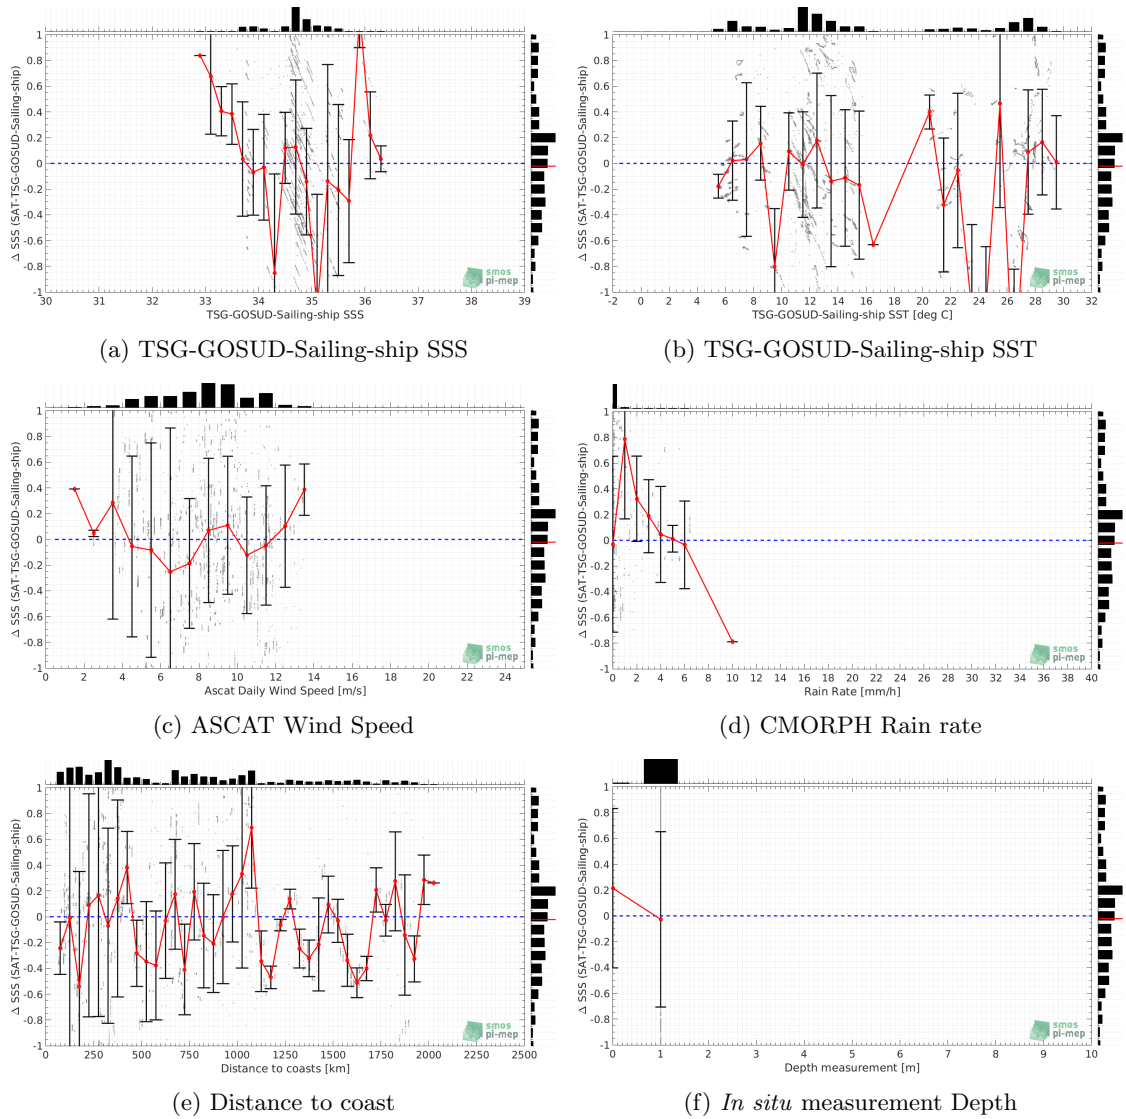 Δ SSS (SAT-TSG-GOSUD-Sailing-ship)
1
0.8
0.6
0.4
0.2
0
-0.2
-0.4
-0.6
-0.8
-1
30 31 32 33 34 35 36 37 38 39
TSG-GOSUD-Sailing-ship SSS
smos
pi-mep
(a) TSG-GOSUD-Sailing-ship SSS
Δ SSS (SAT-TSG-GOSUD-Sailing-ship)
1
0.8
0.6
0.4
0.2
0
-0.2
-0.4
-0.6
-0.8
-1
-2 0 2 4 6 8 10 12 14 16 18 20 22 24 26 28 30 32
TSG-GOSUD-Sailing-ship SST [deg C]
smos
pi-mep
(b) TSG-GOSUD-Sailing-ship SST
Δ SSS (SAT-TSG-GOSUD-Sailing-ship)
1
0.8
0.6
0.4
0.2
0
-0.2
-0.4
-0.6
-0.8
-1
0 2 4 6 8 10 12 14 16 18 20 22 24
Ascat Daily Wind Speed [m/s]
smos
pi-mep
(c) ASCAT Wind Speed
Δ SSS (SAT-TSG-GOSUD-Sailing-ship)
1
0.8
0.6
0.4
0.2
0
-0.2
-0.4
-0.6
-0.8
-1
0 2 4 6 8 10 12 14 16 18 20 22 24 26 28 30 32 34 36 38 40
Rain Rate [mm/h]
smos
pi-mep
(d) CMORPH Rain rate
Δ SSS (SAT-TSG-GOSUD-Sailing-ship)
1
0.8
0.6
0.4
0.2
0
-0.2
-0.4
-0.6
-0.8
-1
0 250 500 750 1000 1250 1500 1750 2000 2250 2500
Distance to coasts [km]
smos
pi-mep
(e) Distance to coast
Δ SSS (SAT-TSG-GOSUD-Sailing-ship)
1
0.8
0.6
0.4
0.2
0
-0.2
-0.4
-0.6
-0.8
-1
0 1 2 3 4 5 6 7 8 9 10
Depth measurement [m]
smos
pi-mep
(f) In situ measurement Depth